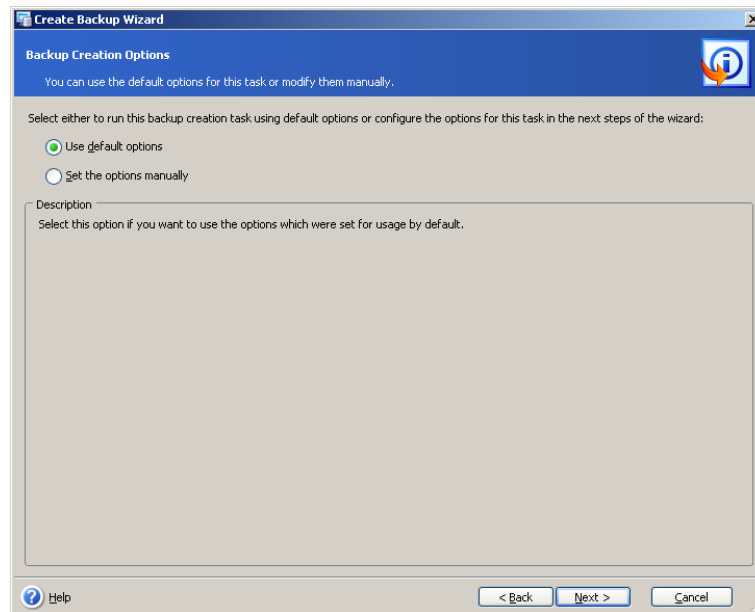 Create Backup Wizard
Backup Creation Options
You can use the default options for this task or modify them manually.
Select either to run this backup creation task using default options or configure the options for this task in the next steps of the wizard:
Use default options
Set the options manually
Description
Select this option if you want to use the options which were set for usage by default.
Help
< Back
Next >
Cancel